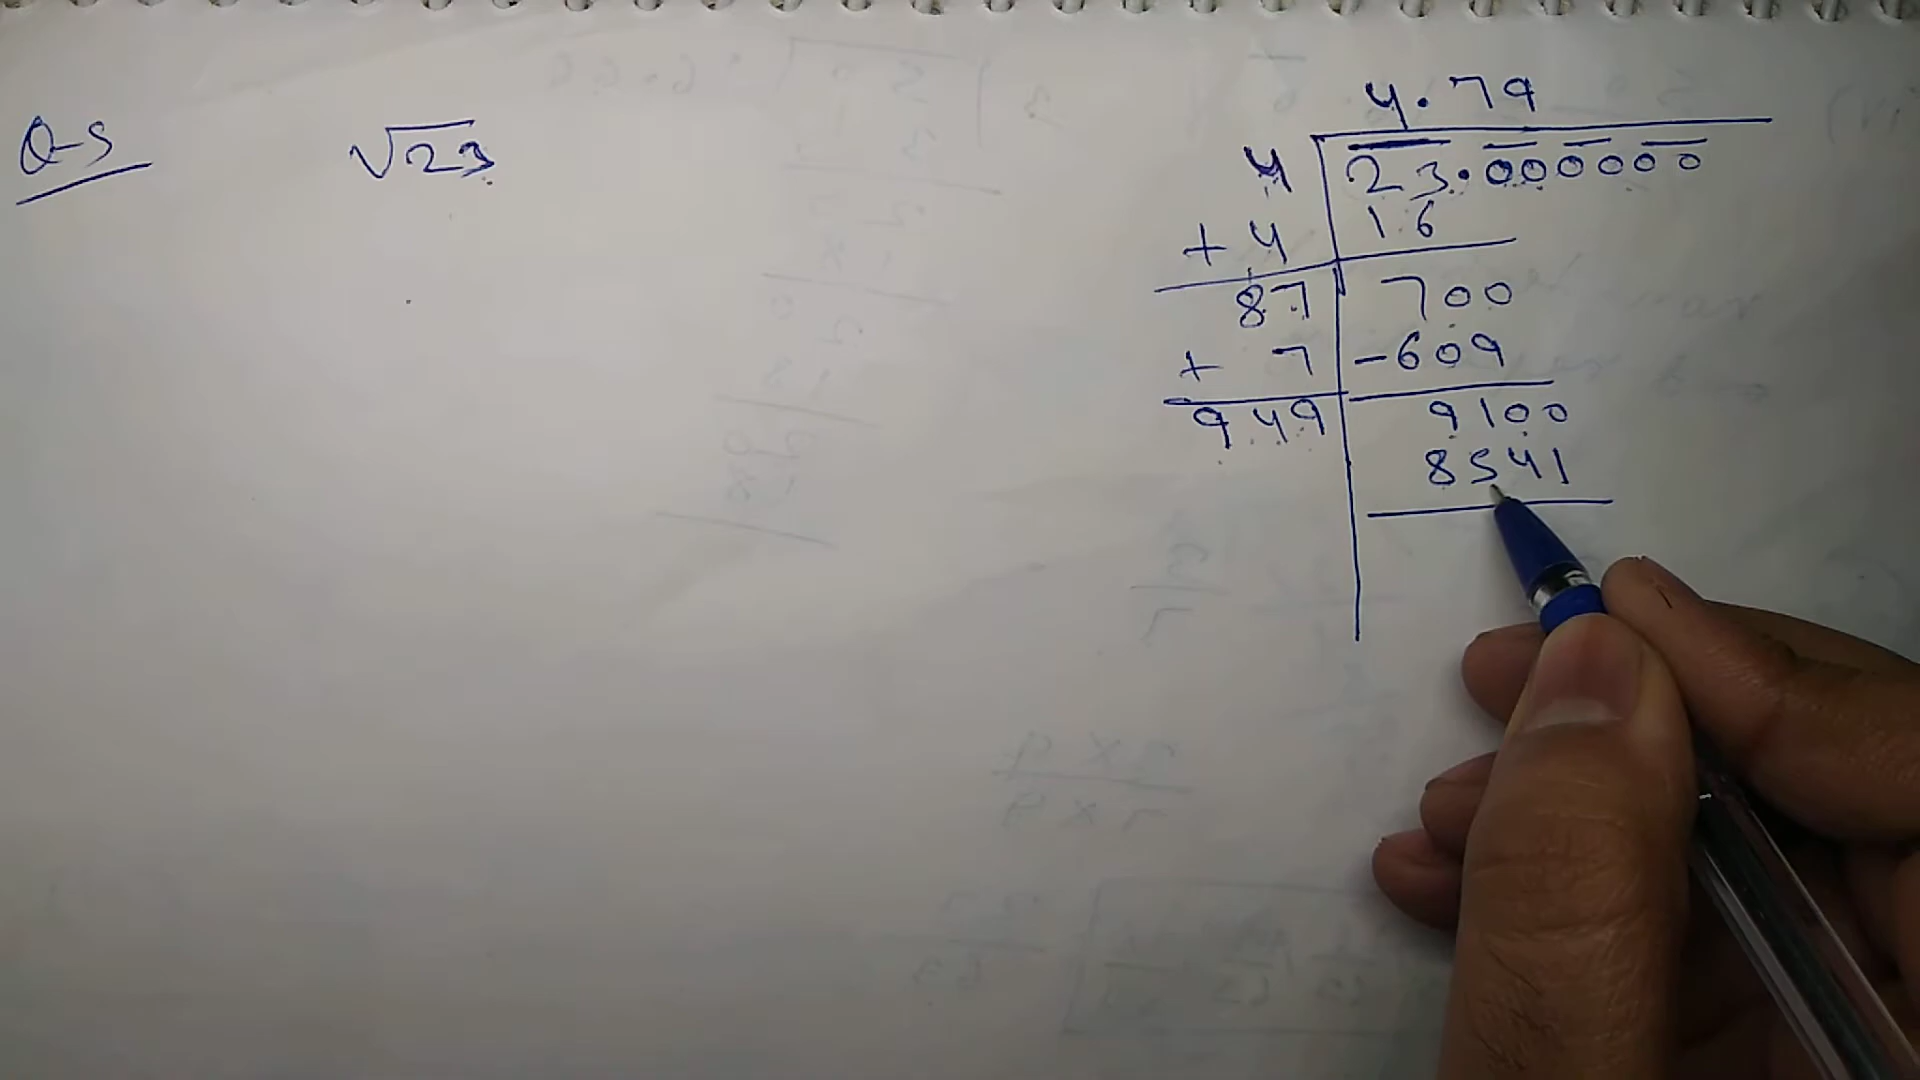 Q-5
√23
4.79
4 23.000000
+ 4 16
87 700
+ 7 -609
949 9100
8541